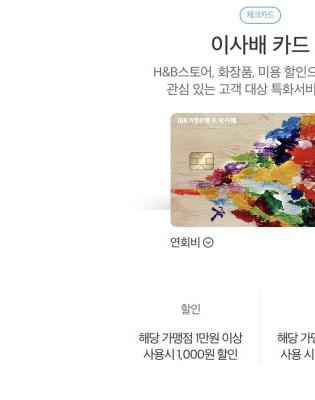 체크카드
이사배 카드
H&B스토어, 화장품, 미용 할인으
관심 있는 고객 대상 특화서비
IBK기업은행 X 이사배
연회비
할인
해당 가맹점 1만원 이상
해당 가
사용시 1,000원 할인
사용 시